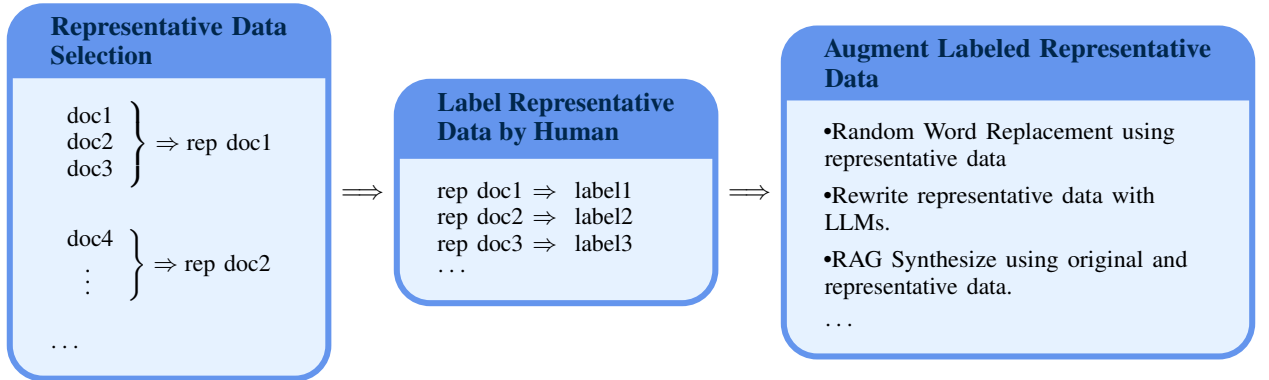 Representative Data
Selection
doc1
doc2
doc3
⇒ rep doc1
doc4
⋮
⇒ rep doc2
...
⟹
Label Representative
Data by Human
rep doc1 ⇒ label1
rep doc2 ⇒ label2
rep doc3 ⇒ label3
...
⟹
Augment Labeled Representative
Data
•Random Word Replacement using
representative data
•Rewrite representative data with
LLMs.
•RAG Synthesize using original and
representative data.
...